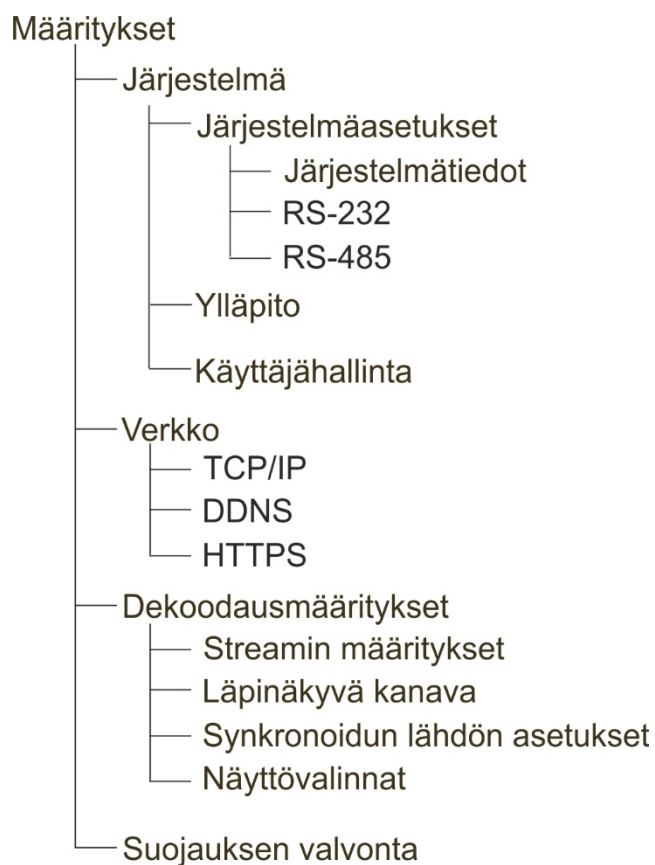 Määritykset
Järjestelmä
Järjestelmäasetukset
Järjestelmätiedot
RS-232
RS-485
Ylläpito
Käyttäjähallinta
Verkko
TCP/IP
DDNS
HTTPS
Dekoodausmääritykset
Streamin määritykset
Läpinäkyvä kanava
Synkronoidun lähdön asetukset
Näyttövalinnat
Suojauksen valvonta